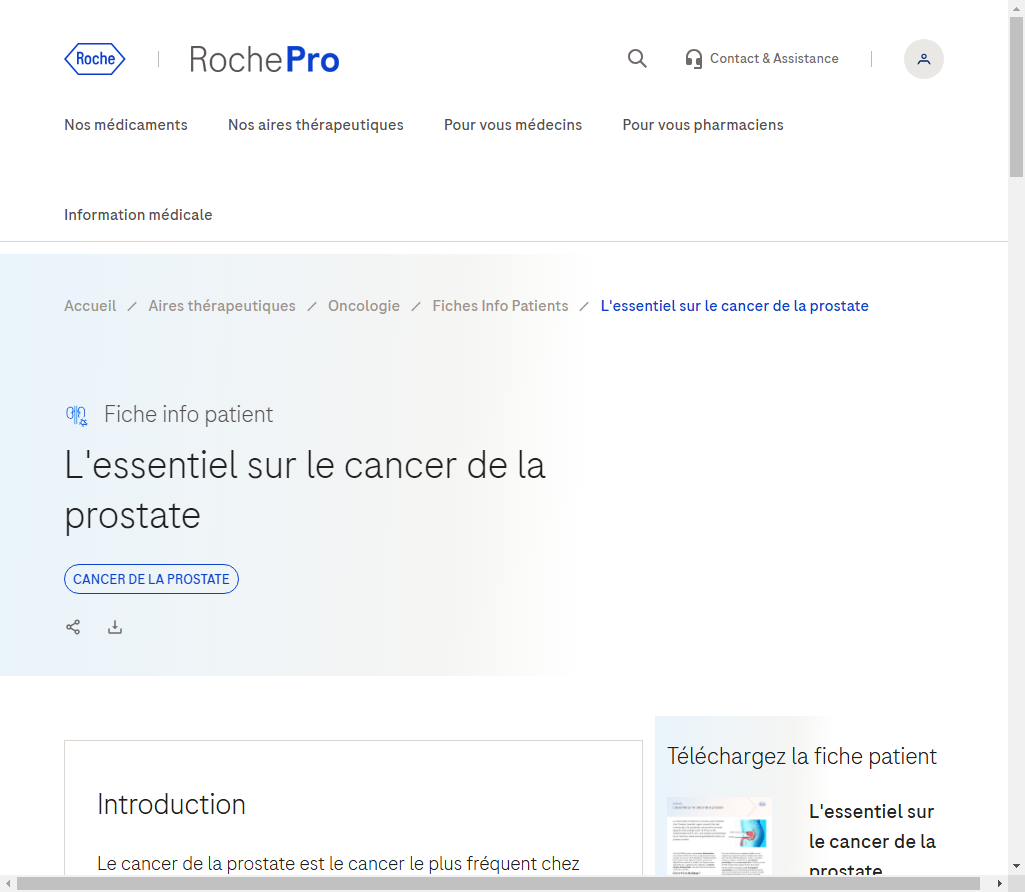 Roche
RochePro
Contact & Assistance
Nos médicaments
Nos aires thérapeutiques
Pour vous médecins
Pour vous pharmaciens
Information médicale
Accueil / Aires thérapeutiques / Oncologie / Fiches Info Patients / L'essentiel sur le cancer de la prostate
Fiche info patient
L'essentiel sur le cancer de la
prostate
CANCER DE LA PROSTATE
Introduction
Le cancer de la prostate est le cancer le plus fréquent chez
Téléchargez la fiche patient
L'essentiel sur
le cancer de la
prostate